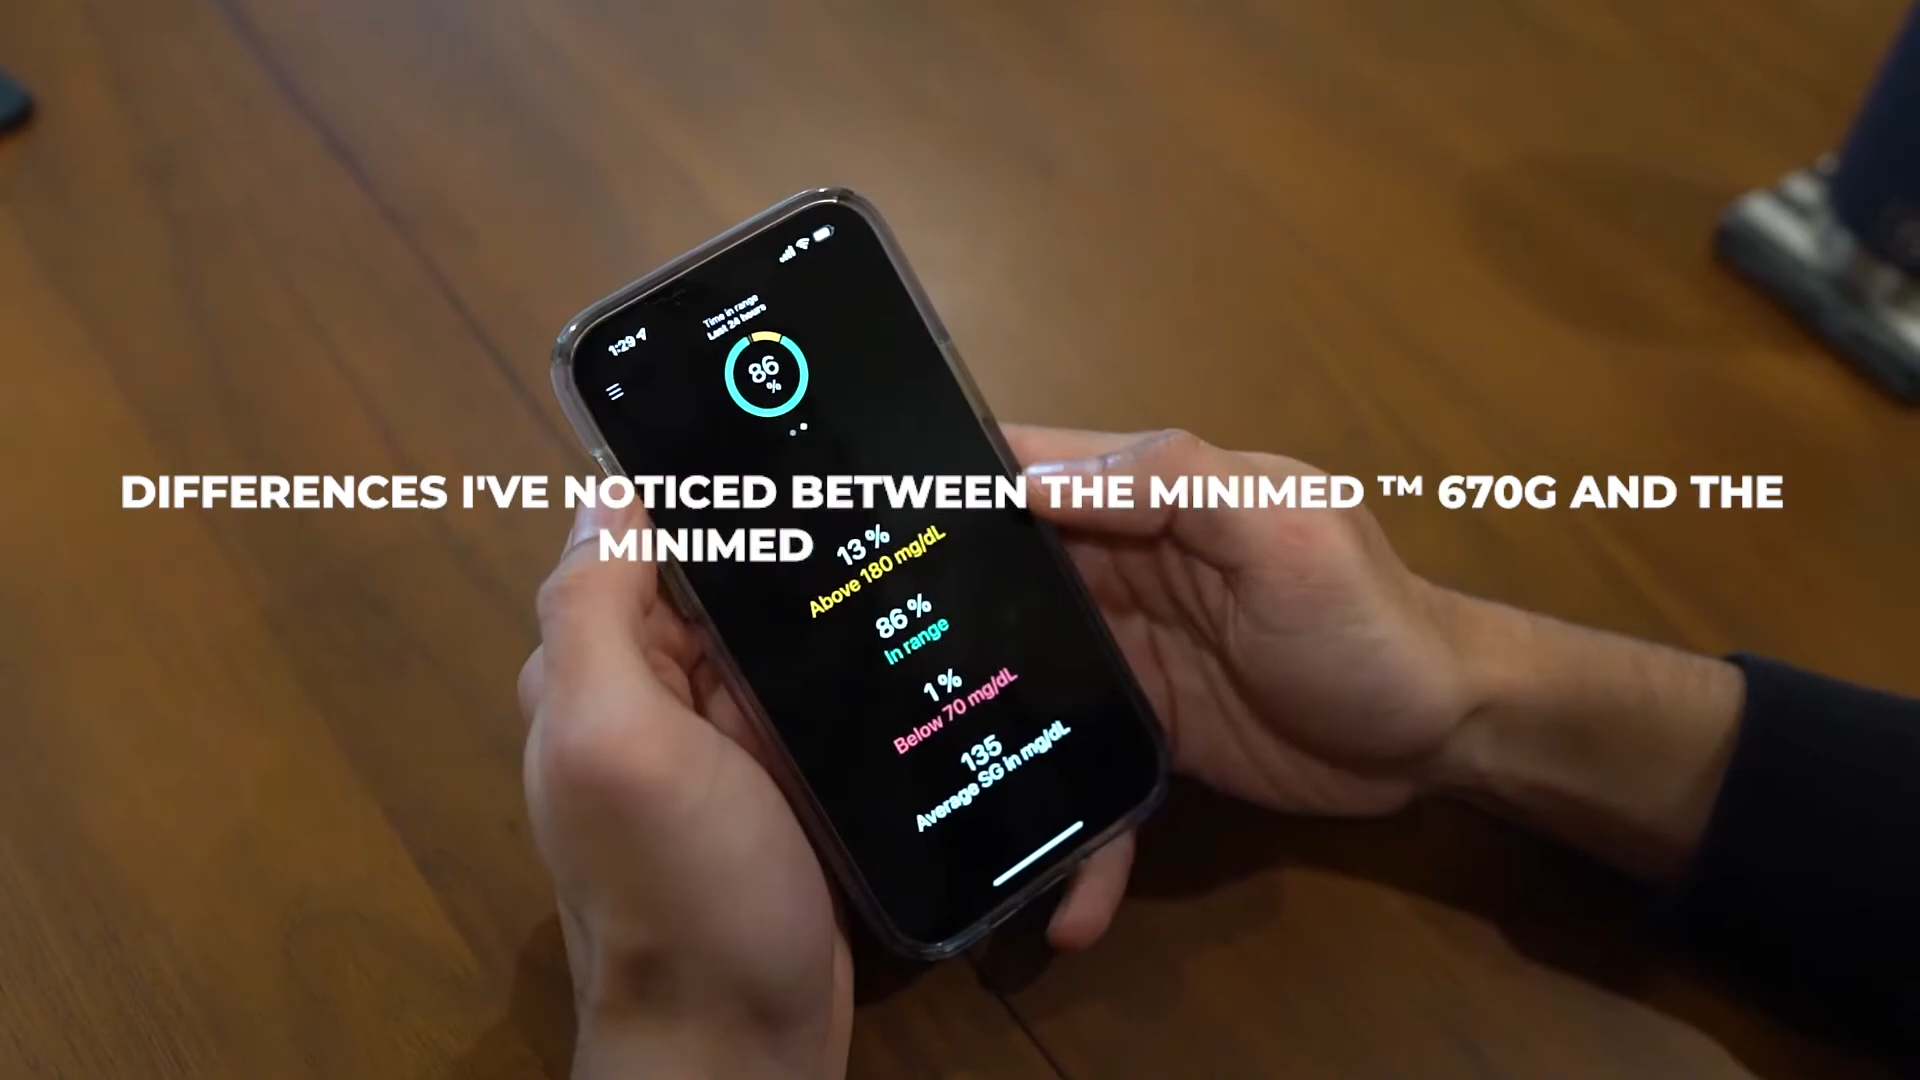 1:29
Time in range
Last 24 hours
86
%
DIFFERENCES I'VE NOTICED BETWEEN THE MINIMED ™ 670G AND THE
MINIMED
13 %
Above 180 mg/dL
86 %
In range
1 %
Below 70 mg/dL
135
Average SG in mg/dL